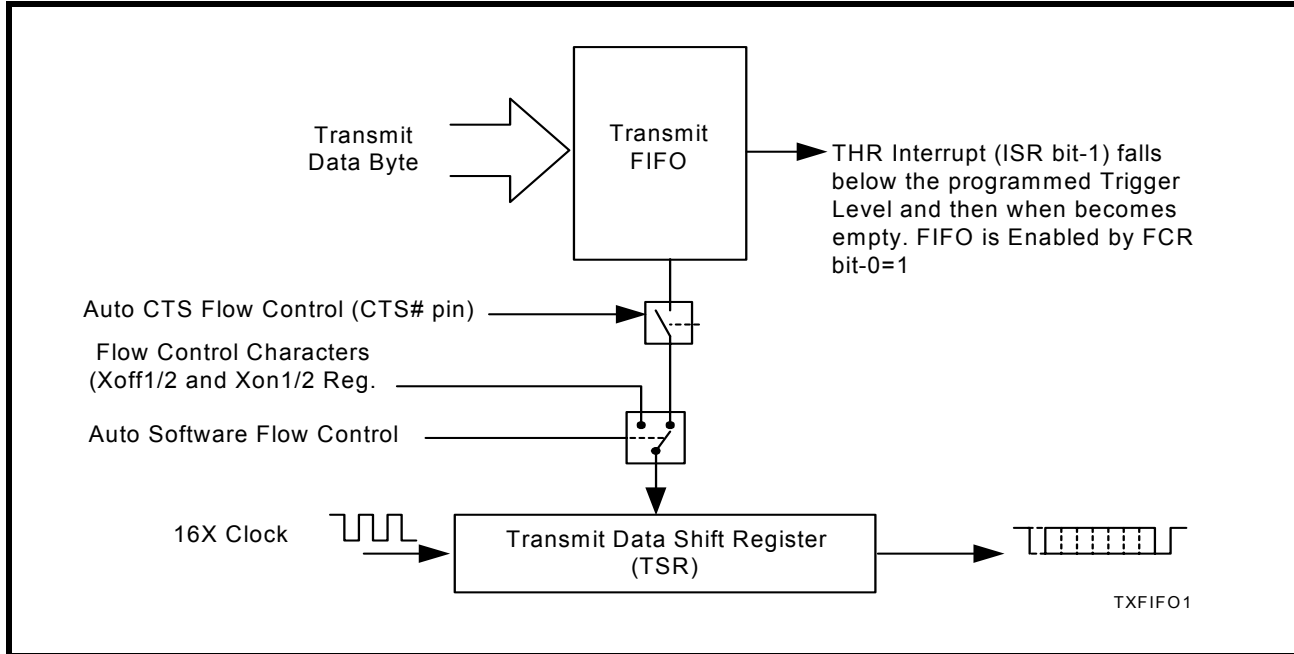 Transmit
Data Byte
Transmit
FIFO
THR Interrupt (ISR bit-1) falls
below the programmed Trigger
Level and then when becomes
empty. FIFO is Enabled by FCR
bit-0=1
Auto CTS Flow Control (CTS# pin)
Flow Control Characters
(Xoff1/2 and Xon1/2 Reg.
Auto Software Flow Control
16X Clock
Transmit Data Shift Register
(TSR)
TXFIFO1